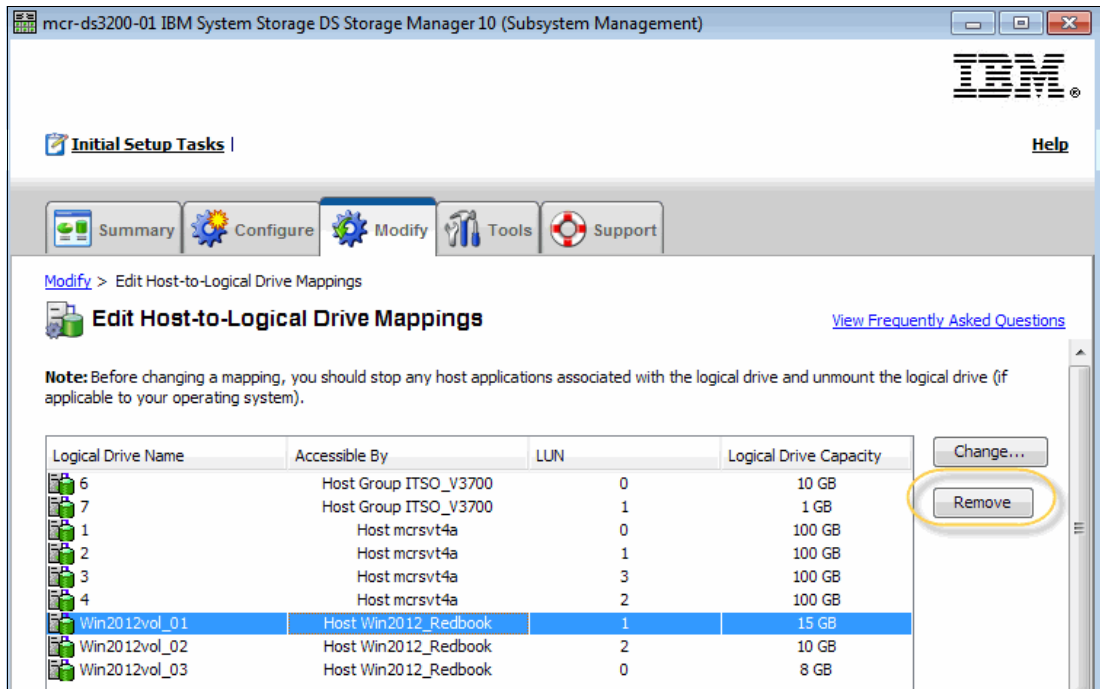 mcr-ds3200-01 IBM System Storage DS Storage Manager 10 (Subsystem Management)
IBM®
Initial Setup Tasks |
Help
Summary Configure Modify Tools Support
Modify > Edit Host-to-Logical Drive Mappings
Edit Host-to-Logical Drive Mappings
View Frequently Asked Questions
Note: Before changing a mapping, you should stop any host applications associated with the logical drive and unmount the logical drive (if
applicable to your operating system).
Logical Drive Name Accessible By LUN Logical Drive Capacity Change...
6 Host Group ITSO_V3700 0 10 GB
7 Host Group ITSO_V3700 1 1 GB Remove
1 Host mcrsvt4a 0 100 GB
2 Host mcrsvt4a 1 100 GB
3 Host mcrsvt4a 3 100 GB
4 Host mcrsvt4a 2 100 GB
Win2012vol_01 Host Win2012_Redbook 1 15 GB
Win2012vol_02 Host Win2012_Redbook 2 10 GB
Win2012vol_03 Host Win2012_Redbook 0 8 GB